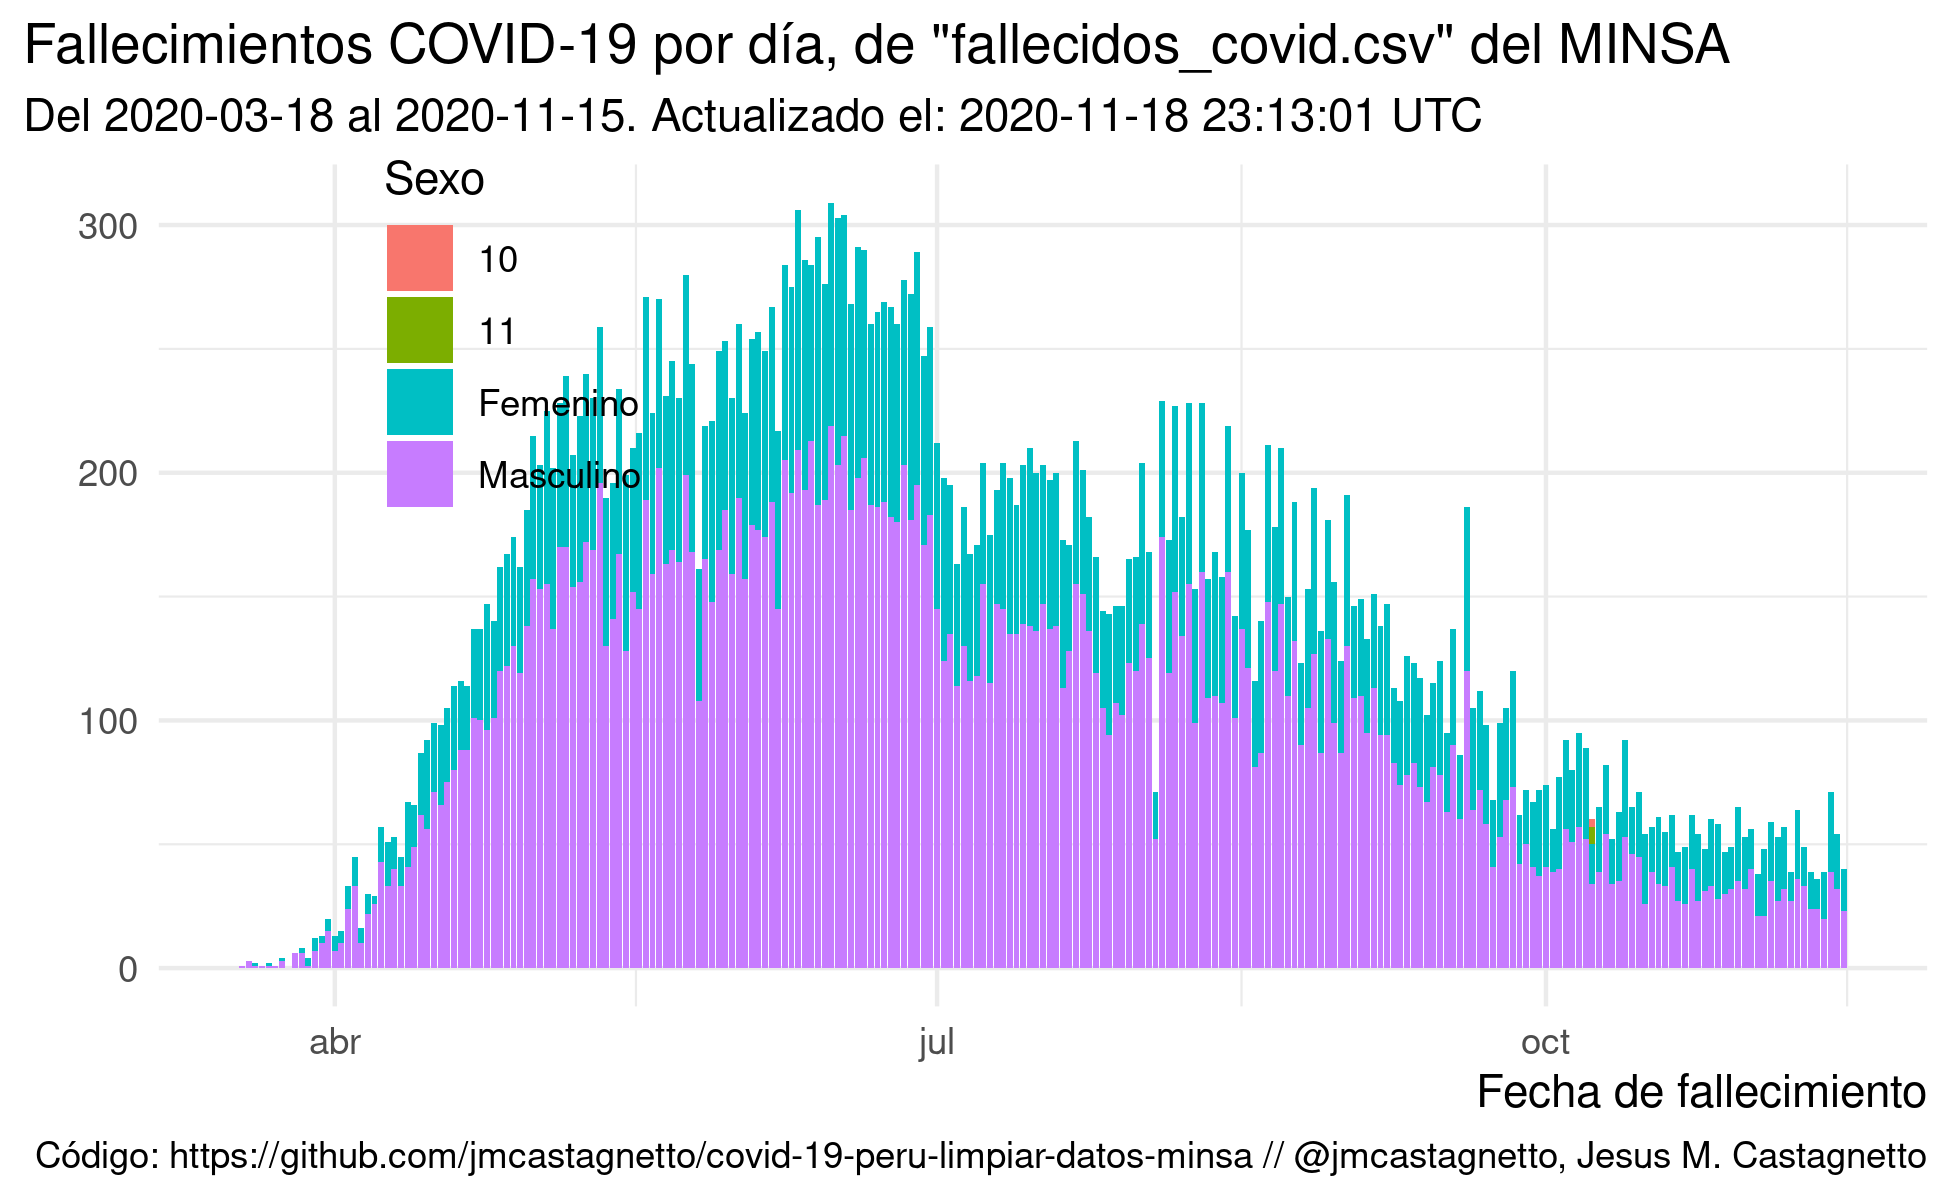 Fallecimientos COVID-19 por día, de "fallecidos_covid.csv" del MINSA
Del 2020-03-18 al 2020-11-15. Actualizado el: 2020-11-18 23:13:01 UTC
Sexo
10
11
Femenino
Masculino
300
200
100
0
abr jul oct
Fecha de fallecimiento
Código: https://github.com/jmcastagnetto/covid-19-peru-limpiar-datos-minsa // @jmcastagnetto, Jesus M. Castagnetto